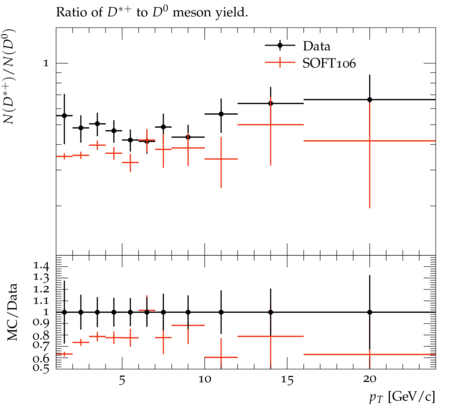 Ratio of D*+ to D0 meson yield.
N(D*+)/N(D0)
Data
SOFT106
1
MC/Data
1.4
1.3
1.2
1.1
1
0.9
0.8
0.7
0.6
0.5
5 10 15 20
pT [GeV/c]